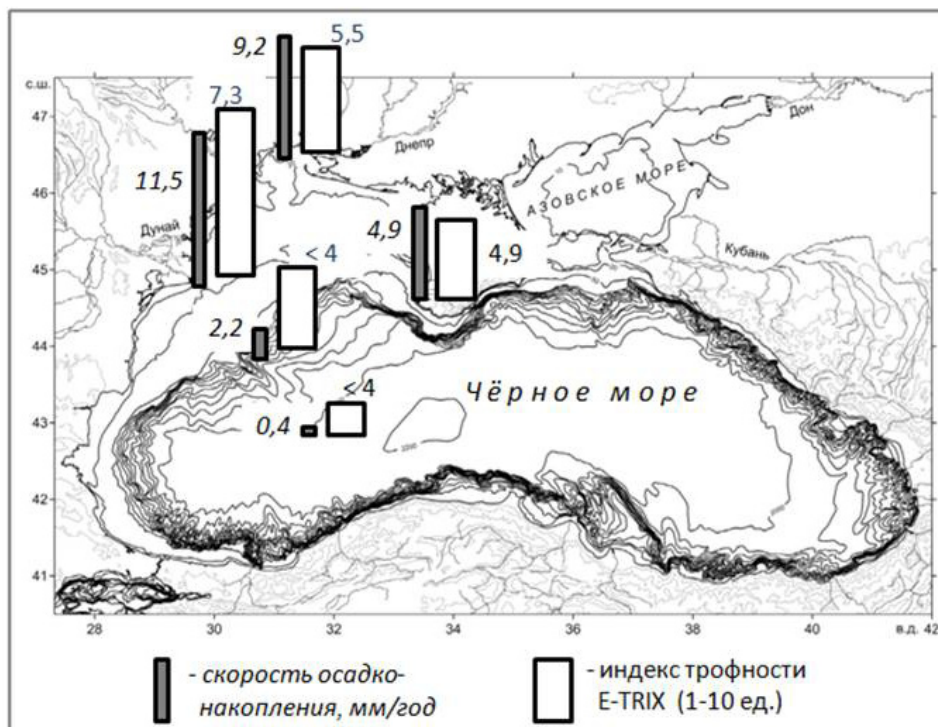 9,2
5,5
с.ш.
7,3
47
Дон
Днепр
46
11,5
АЗОВСКОЕ МОРЕ
Дунай
4,9
4,9
Кубань
45
<
< 4
2,2
44
< 4
Чёрное море
43
0,4
2200
2000
42
41
28
30
32
34
36
38
40
в.д. 42
- скорость осадко-
накопления, мм/год
- индекс трофности
E-TRIX (1-10 ед.)